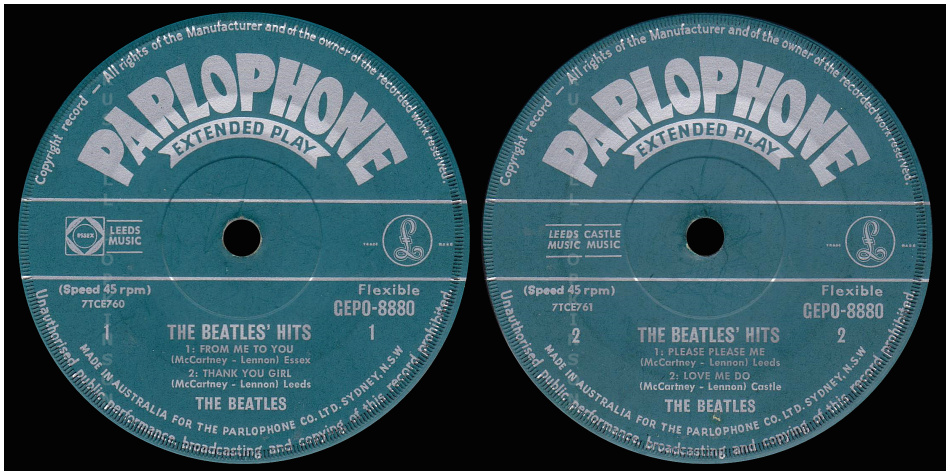 Copyright record — All rights of the Manufacturer and of the owner of the recorded work reserved.
PARLOPHONE
EXTENDED PLAY
ESSEX
LEEDS
MUSIC
TRADE
£
MARK
(Speed 45 rpm)
7TCE760
Flexible
GEPO-8880
1
THE BEATLES' HITS
1
1: FROM ME TO YOU
(McCartney - Lennon) Essex
2: THANK YOU GIRL
(McCartney - Lennon) Leeds
THE BEATLES
MADE IN AUSTRALIA FOR THE PARLOPHONE CO. LTD. SYDNEY, N.S.W
Unauthorised public performance broadcasting and copying of this record prohibited.
Copyright record — All rights of the Manufacturer and of the owner of the recorded work reserved.
PARLOPHONE
EXTENDED PLAY
LEEDS
MUSIC
CASTLE
MUSIC
TRADE
£
MARK
(Speed 45 rpm)
7TCE761
Flexible
GEPO-8880
2
THE BEATLES' HITS
2
1: PLEASE PLEASE ME
(McCartney - Lennon) Leeds
2: LOVE ME DO
(McCartney - Lennon) Castle
THE BEATLES
MADE IN AUSTRALIA FOR THE PARLOPHONE CO. LTD. SYDNEY, N.S.W
Unauthorised public performance broadcasting and copying of this record prohibited.